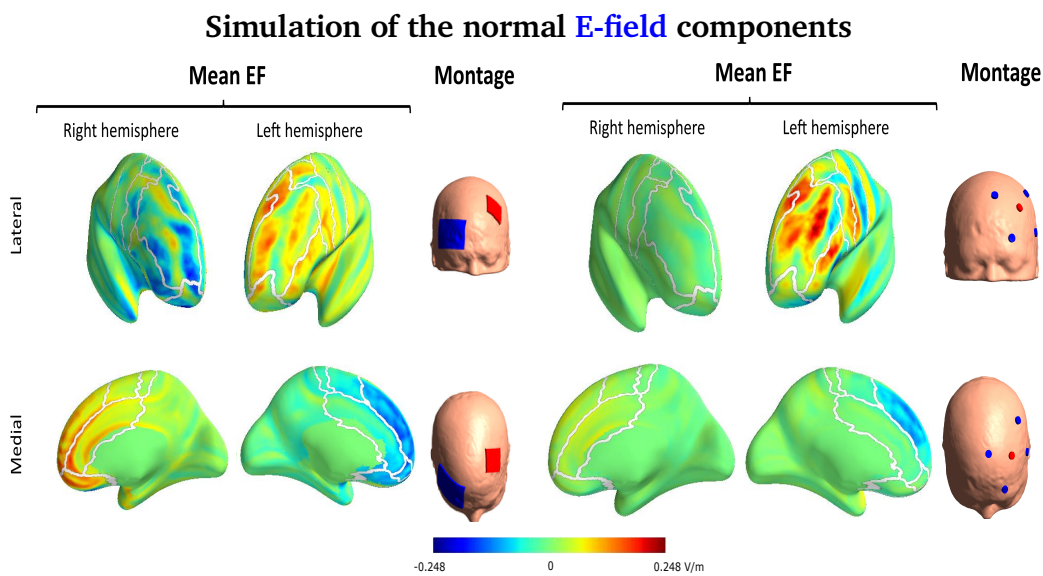 Simulation of the normal E-field components
Mean EF
Montage
Mean EF
Montage
Right hemisphere
Left hemisphere
Right hemisphere
Left hemisphere
Lateral
Medial
-0.248
0
0.248 V/m